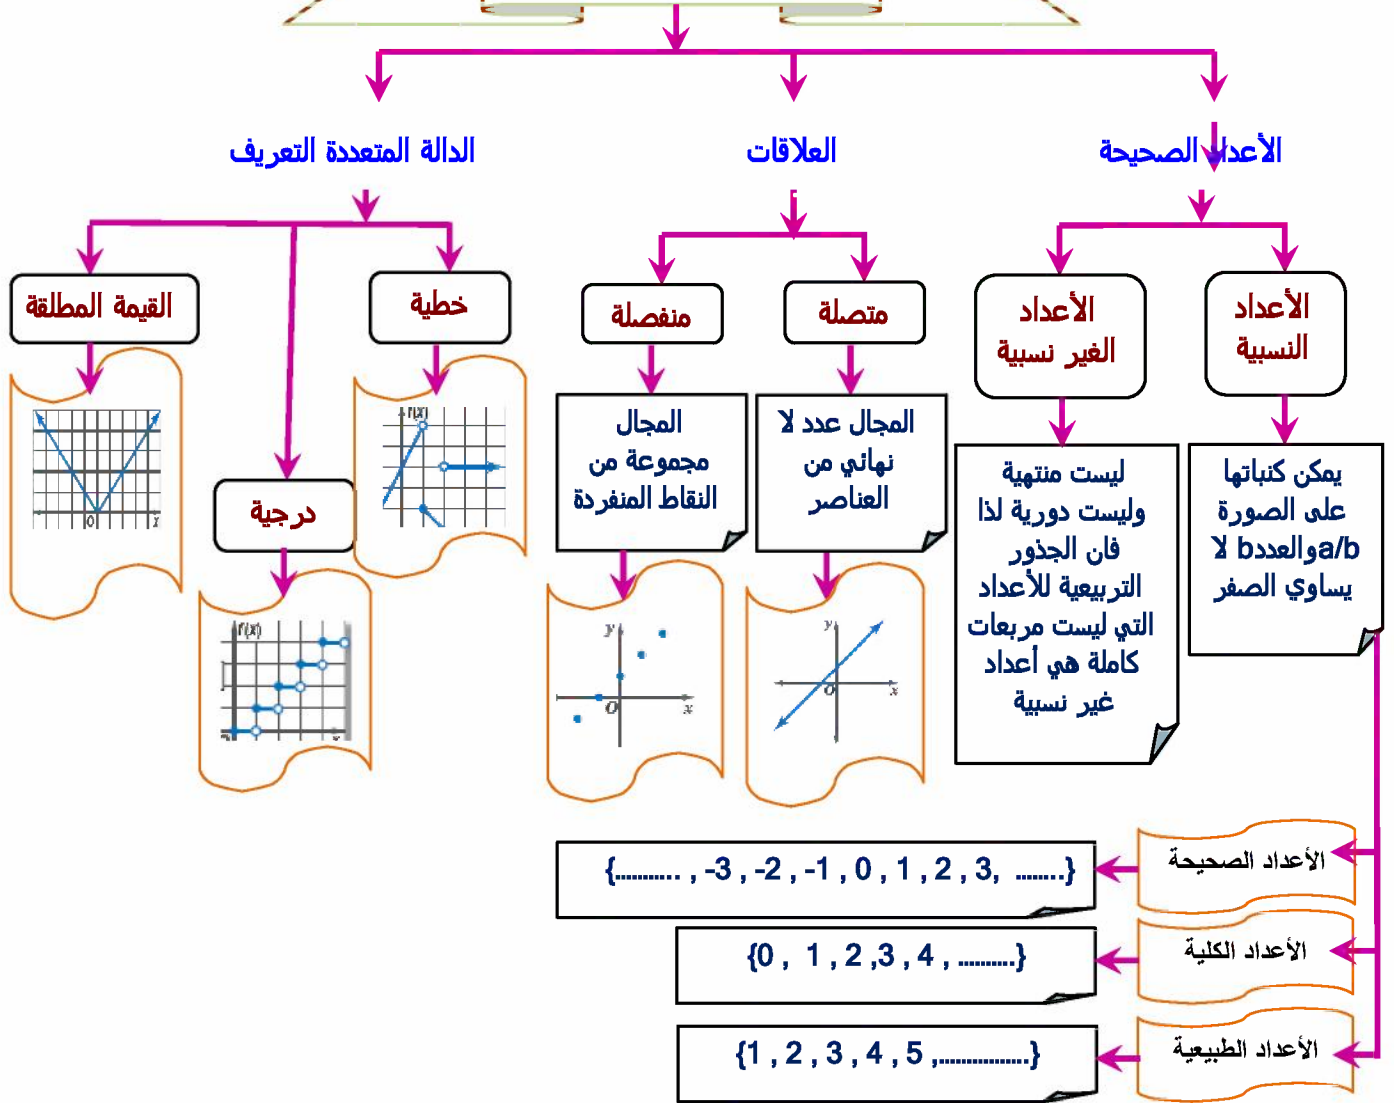 الأعداد الصحيحة
العلاقات
الدالة المتعددة التعريف
الأعداد
النسبية
الأعداد
الغير نسبية
متصلة
منفصلة
خطية
درجية
القيمة المطلقة
يمكن كنباتها
على الصورة
a/bوالعددb لا
يساوي الصفر
ليست منتهية
وليست دورية لذا
فان الجذور
التربيعية للأعداد
التي ليست مربعات
كاملة هي أعداد
غير نسبية
المجال عدد لا
نهائي من
العناصر
المجال
مجموعة من
النقاط المنفردة
y
O
x
y
O
x
f(x)
f(x)
x
O
x
الأعداد الصحيحة
{........... , -3 , -2 , -1 , 0 , 1 , 2 , 3, ........}
الأعداد الكلية
{0 , 1 , 2 ,3 , 4 , ..........}
الأعداد الطبيعية
{1 , 2 , 3 , 4 , 5 ,................}